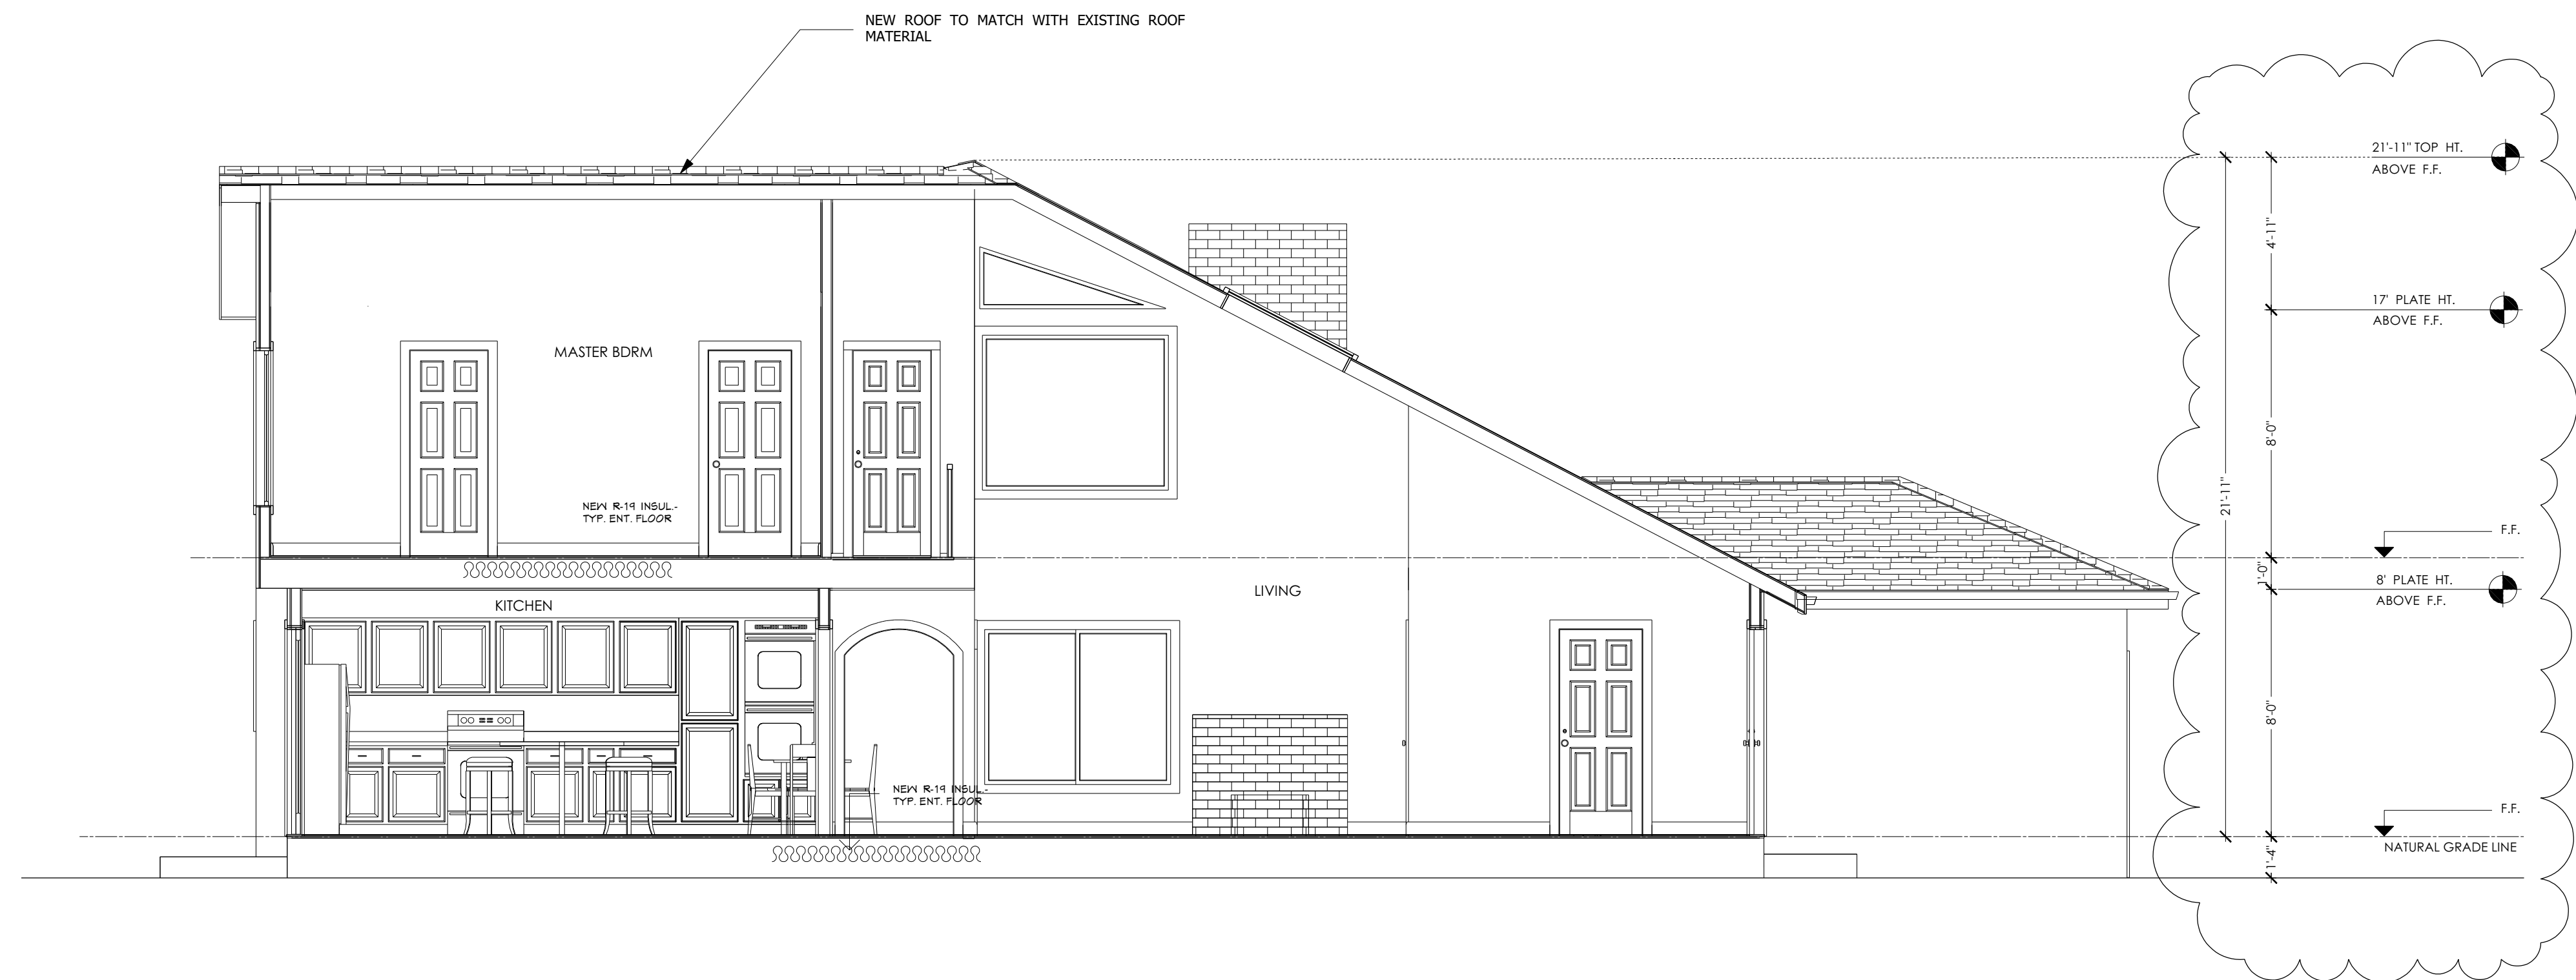 NEW ROOF TO MATCH WITH EXISTING ROOF
MATERIAL
21'-11" TOP HT.
ABOVE F.F.
4'-11"
17' PLATE HT.
ABOVE F.F.
MASTER BDRM
8'-0"
21'-11"
NEW R-19 INSUL.-
TYP. ENT. FLOOR
F.F.
1'-0"
8' PLATE HT.
ABOVE F.F.
KITCHEN
LIVING
8'-0"
NEW R-19 INSUL.-
TYP. ENT. FLOOR
F.F.
NATURAL GRADE LINE
1'-4"